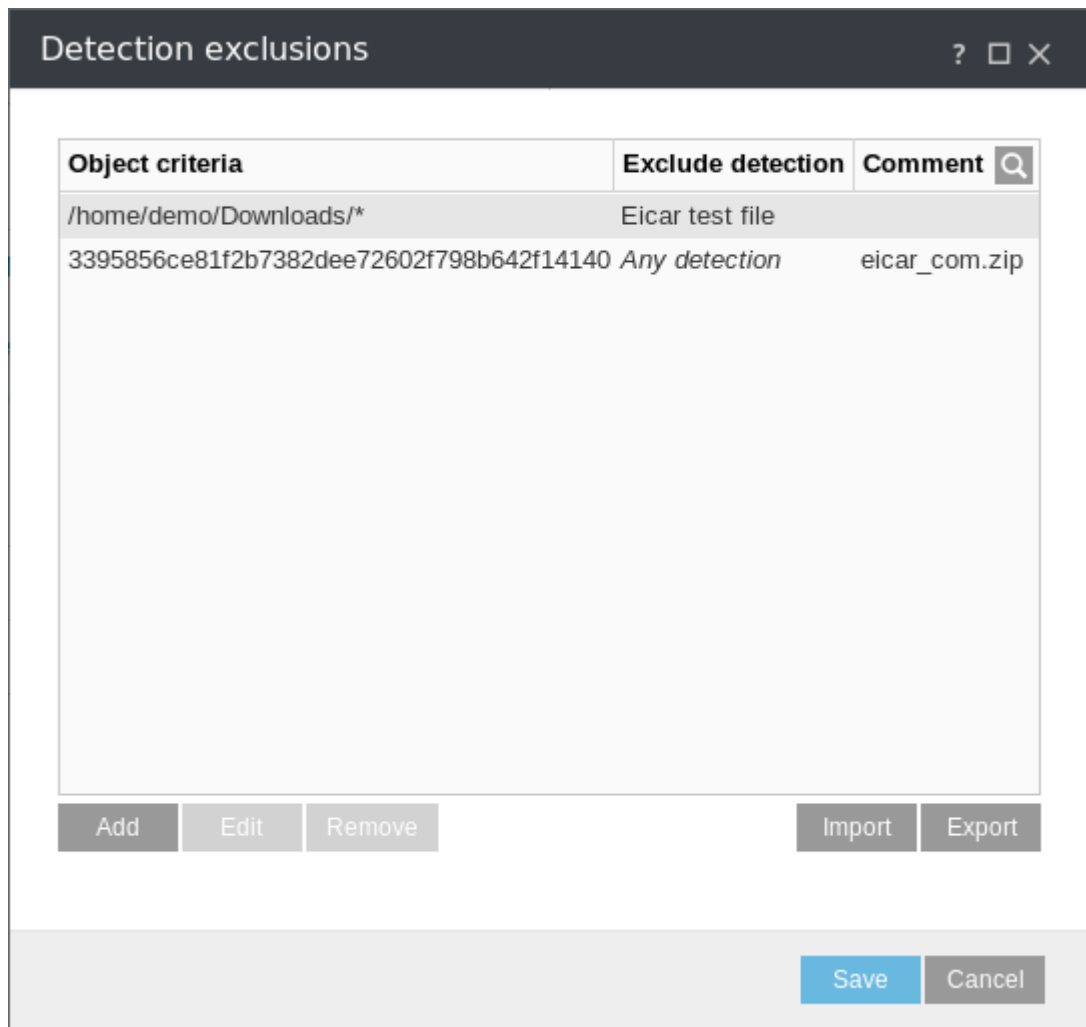 Detection exclusions ?
Object criteria Exclude detection Comment
/home/demo/Downloads/* Eicar test file
3395856ce81f2b7382dee72602f798b642f14140 Any detection eicar_com.zip
Add Edit Remove Import Export
Save Cancel